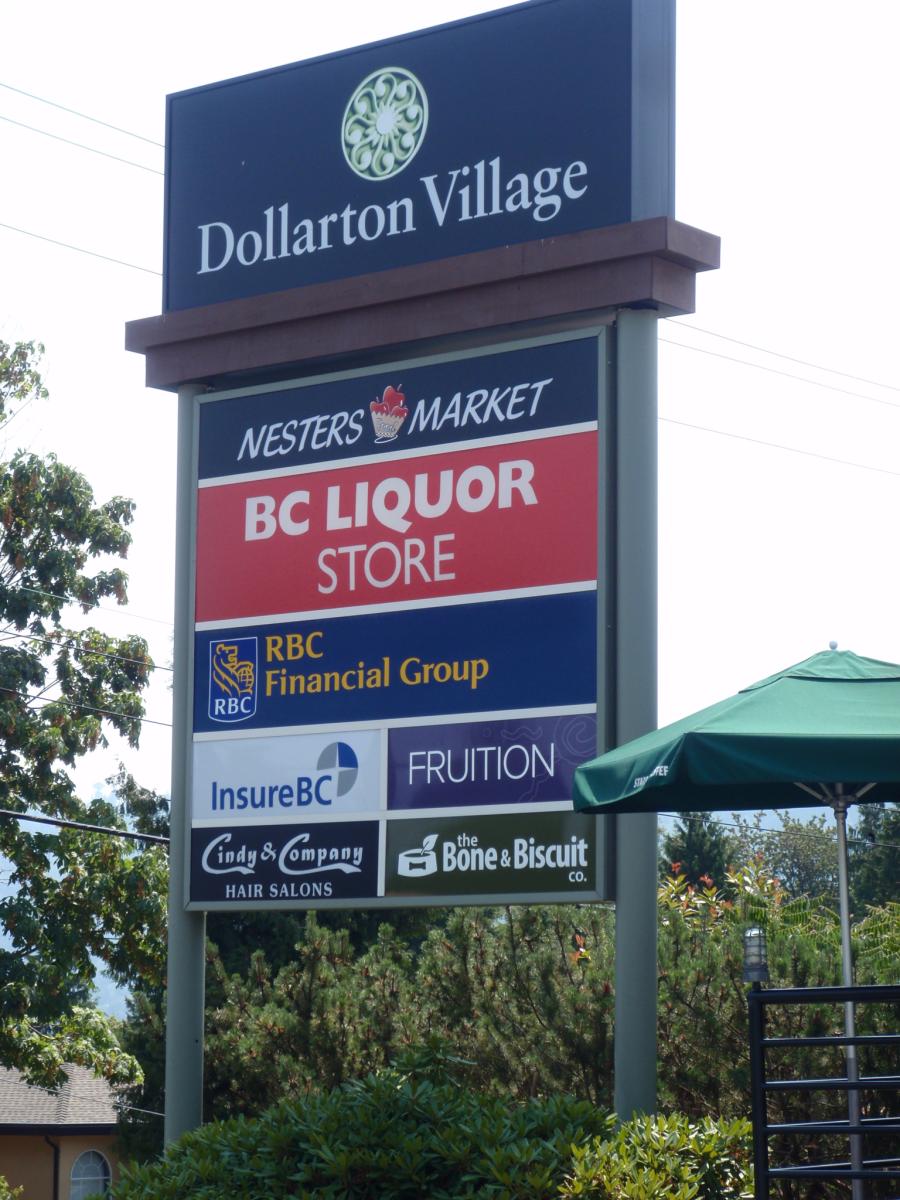 Dollarton Village
NESTERS MARKET
BC LIQUOR
STORE
RBC
Financial Group
RBC
InsureBC
FRUITION
Cindy & Company
HAIR SALONS
the
Bone & Biscuit
CO.